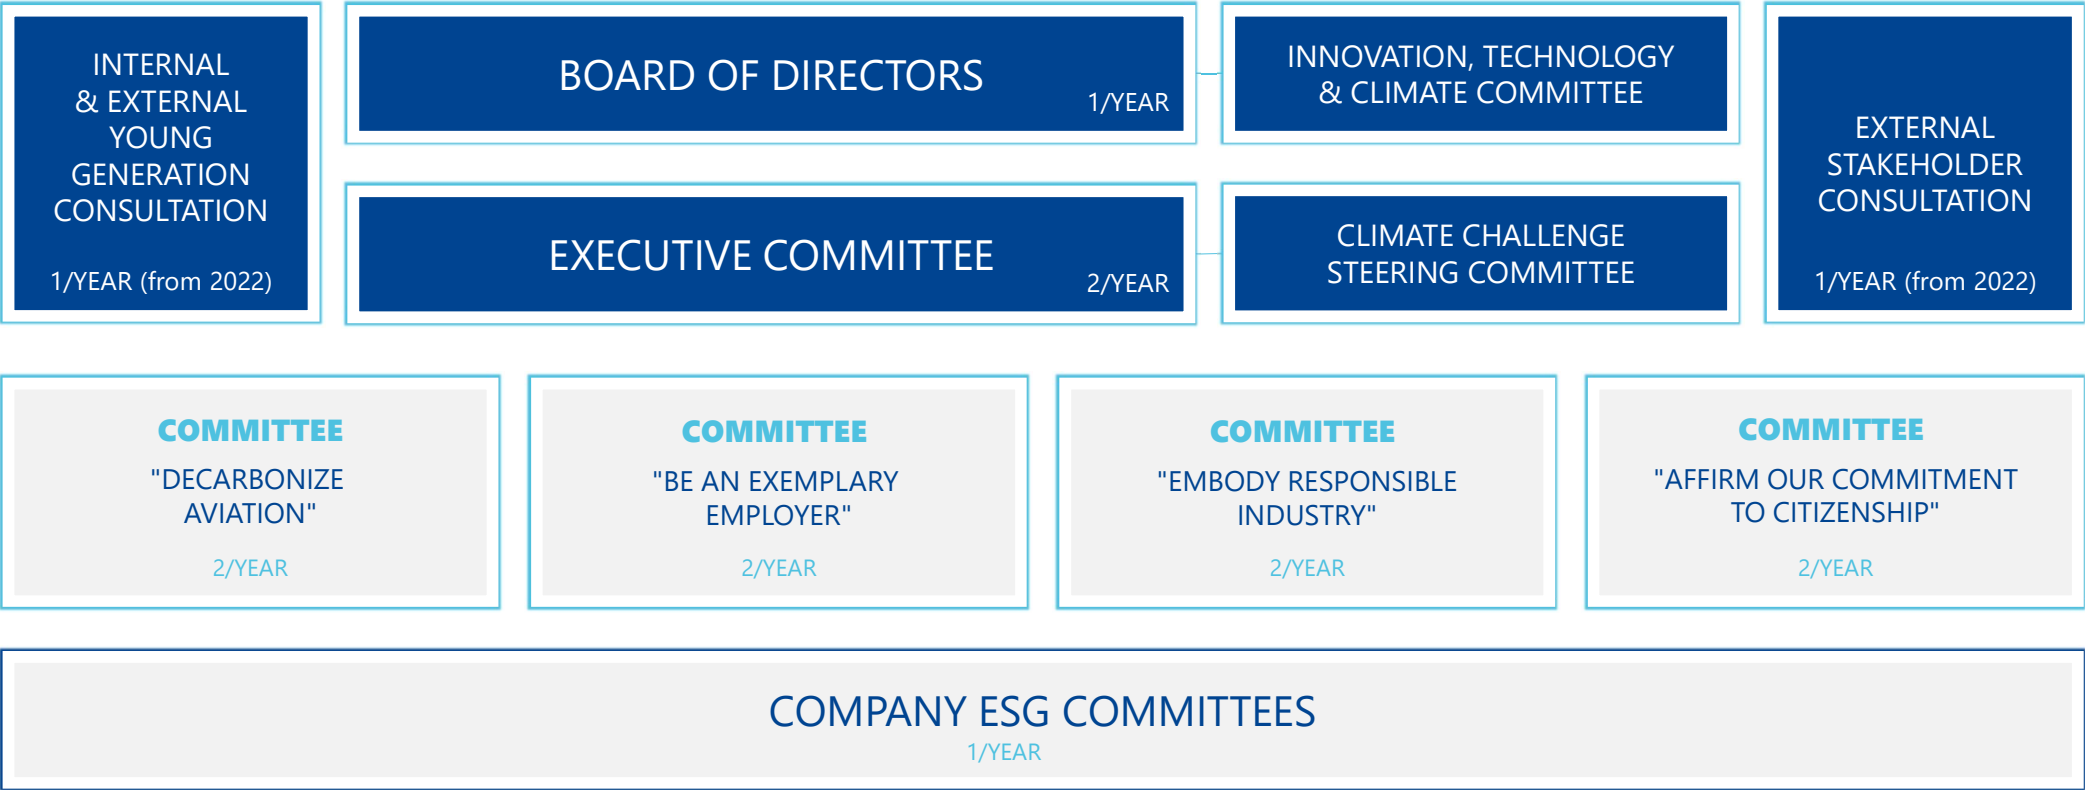 INTERNAL
& EXTERNAL
YOUNG
GENERATION
CONSULTATION
1/YEAR (from 2022)
BOARD OF DIRECTORS
1/YEAR
INNOVATION, TECHNOLOGY
& CLIMATE COMMITTEE
EXECUTIVE COMMITTEE
2/YEAR
CLIMATE CHALLENGE
STEERING COMMITTEE
EXTERNAL
STAKEHOLDER
CONSULTATION
1/YEAR (from 2022)
COMMITTEE
"DECARBONIZE
AVIATION"
2/YEAR
COMMITTEE
"BE AN EXEMPLARY
EMPLOYER"
2/YEAR
COMMITTEE
"EMBODY RESPONSIBLE
INDUSTRY"
2/YEAR
COMMITTEE
"AFFIRM OUR COMMITMENT
TO CITIZENSHIP"
2/YEAR
COMPANY ESG COMMITTEES
1/YEAR